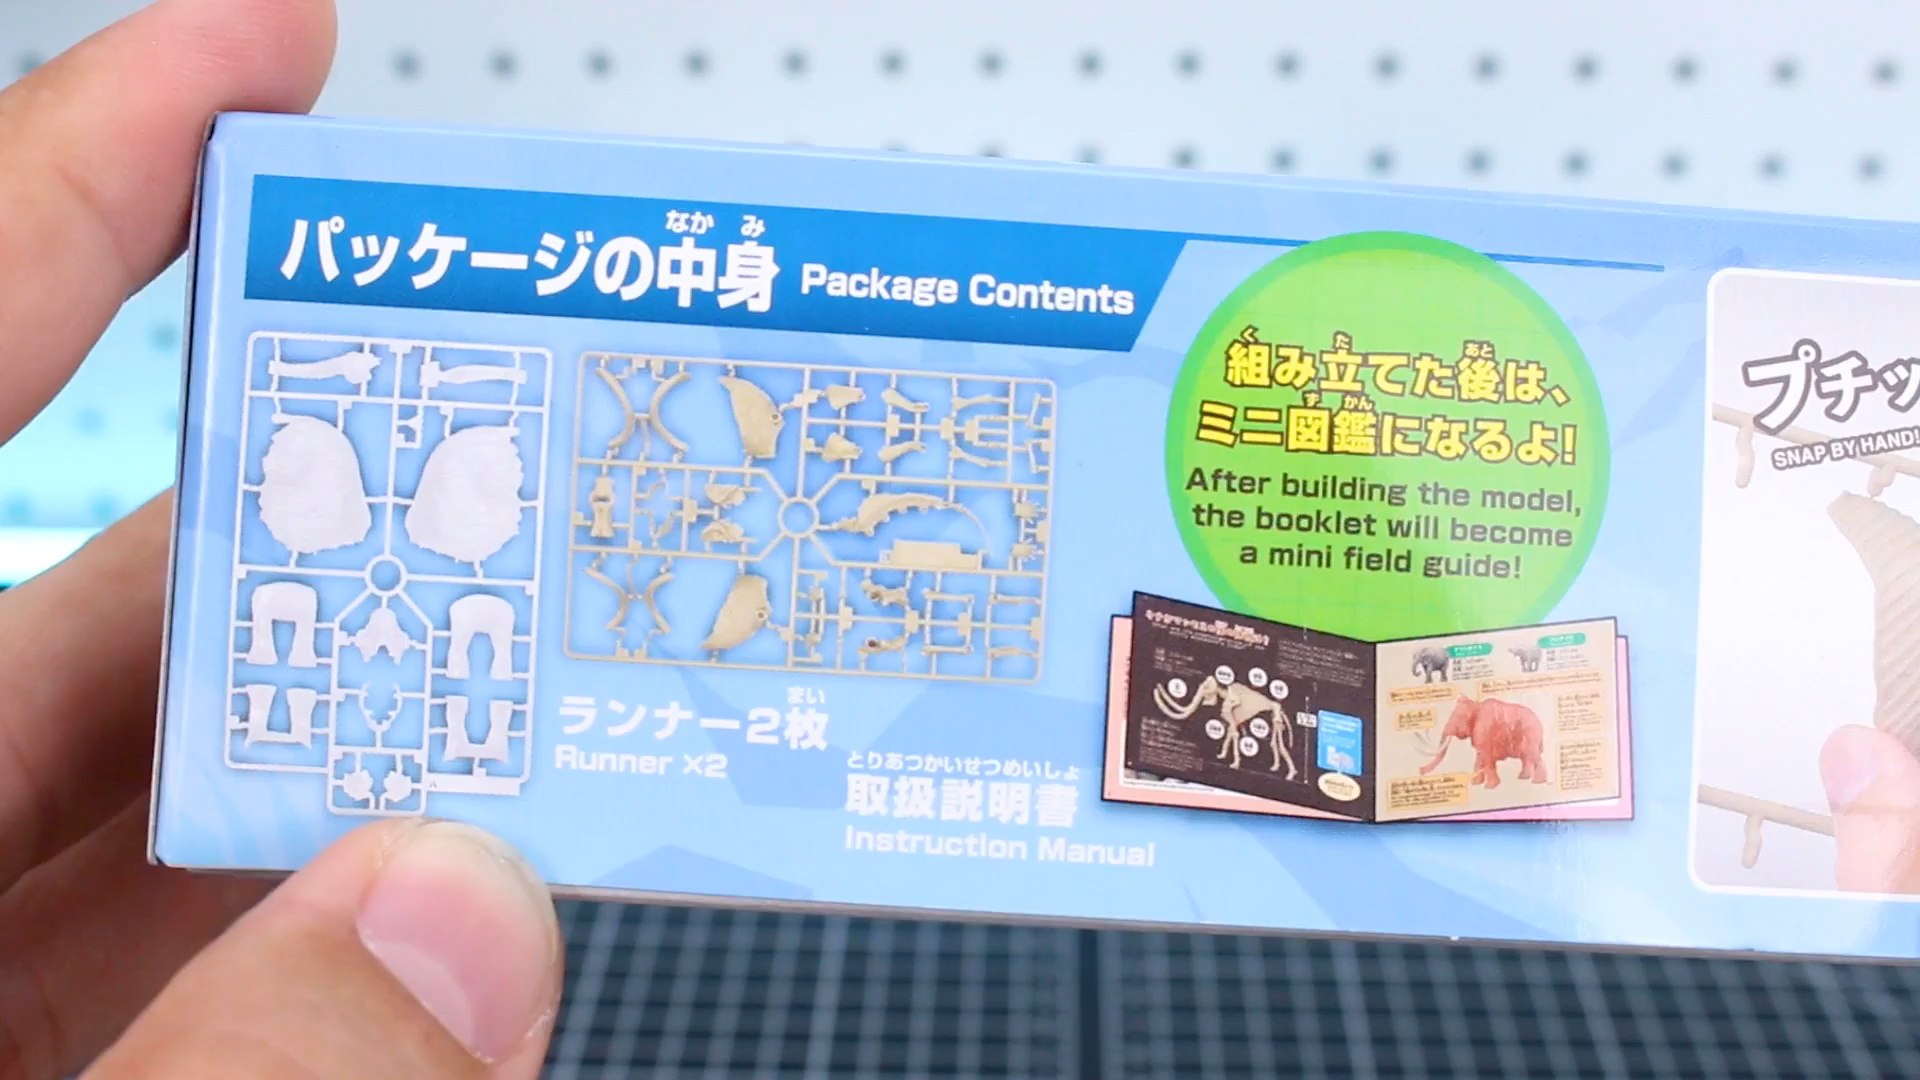 なかみ
パッケージの中身 Package Contents
く た あと
組み立てた後は、
ず かん
ミニ図鑑になるよ!
After building the model,
the booklet will become
a mini field guide!
まい
ランナー2枚
Runner ×2
とりあつかいせつめいしょ
取扱説明書
Instruction Manual
プチッ
SNAP BY HAND!